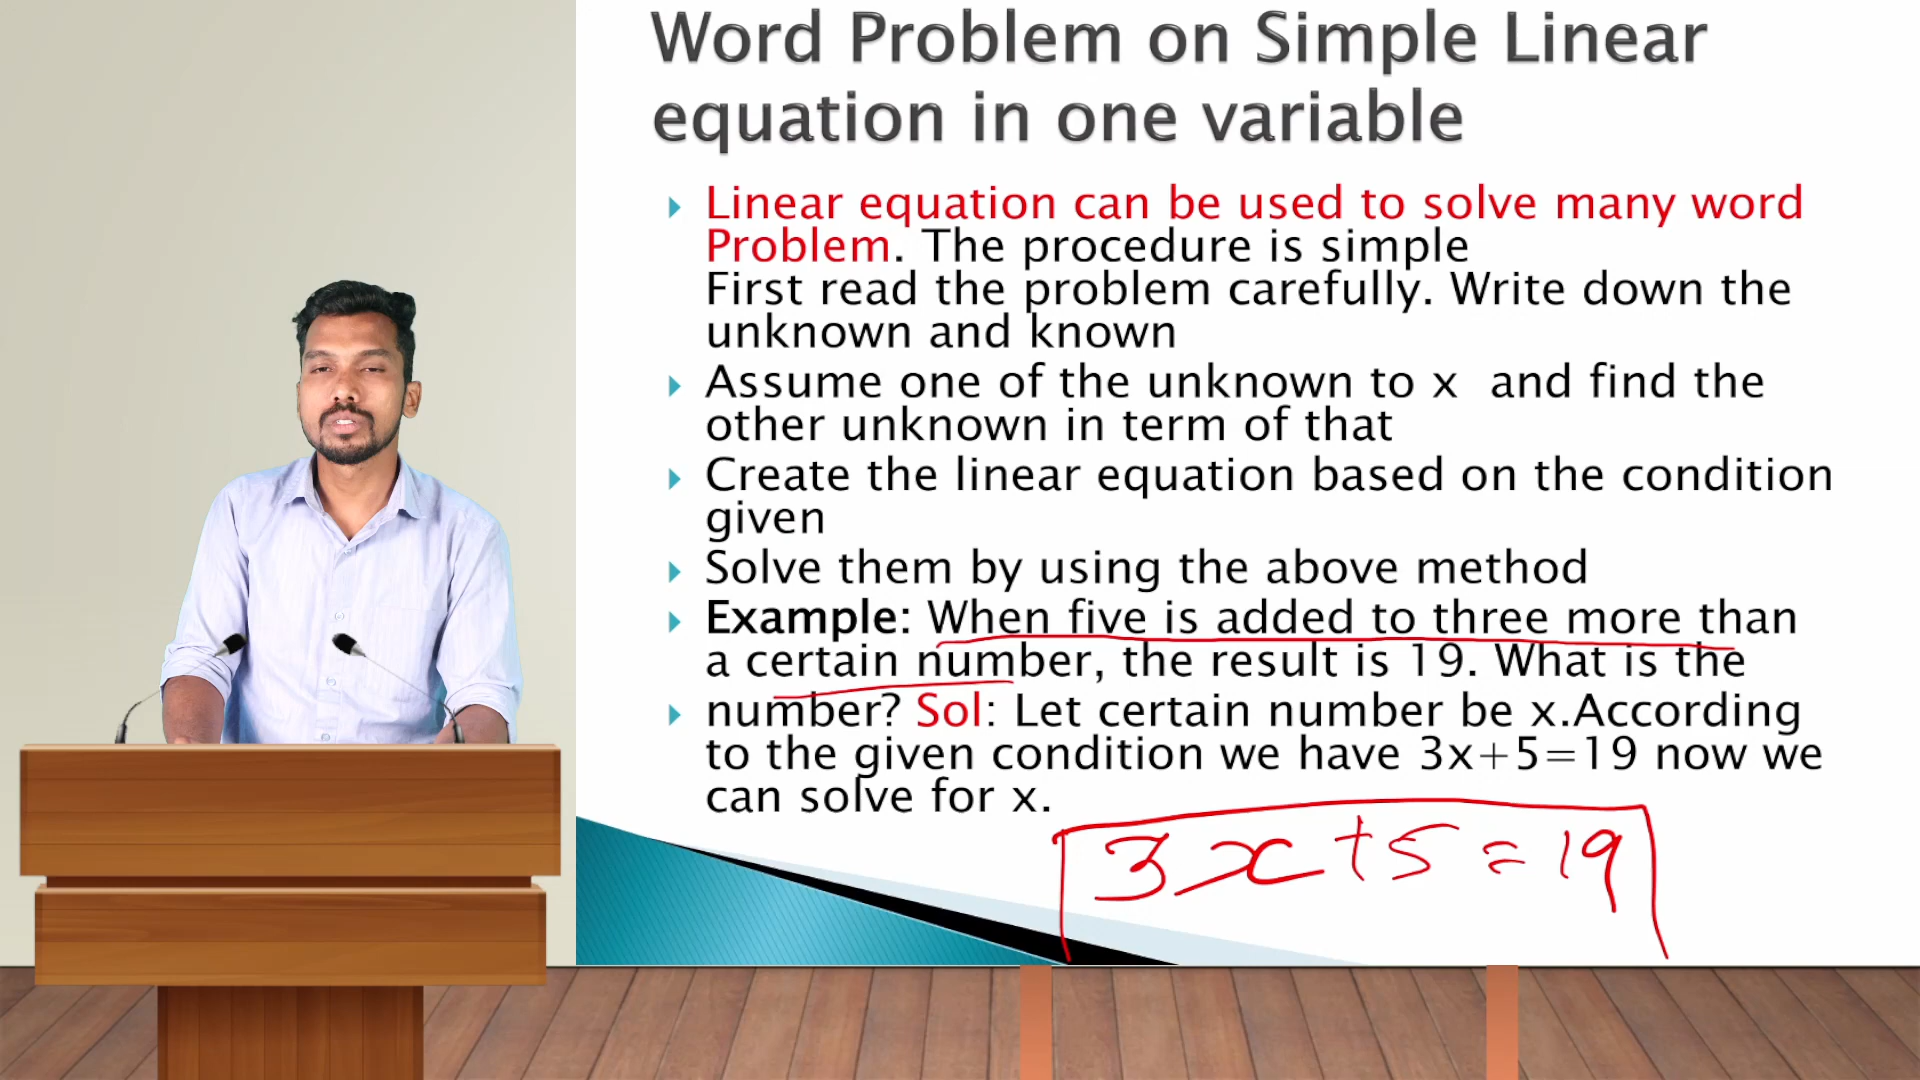 Word Problem on Simple Linear
equation in one variable
Linear equation can be used to solve many word
Problem. The procedure is simple
First read the problem carefully. Write down the
unknown and known
Assume one of the unknown to x and find the
other unknown in term of that
Create the linear equation based on the condition
given
Solve them by using the above method
Example: When five is added to three more than
a certain number, the result is 19. What is the
number? Sol: Let certain number be x.According
to the given condition we have 3x+5=19 now we
can solve for x.
3x+5=19